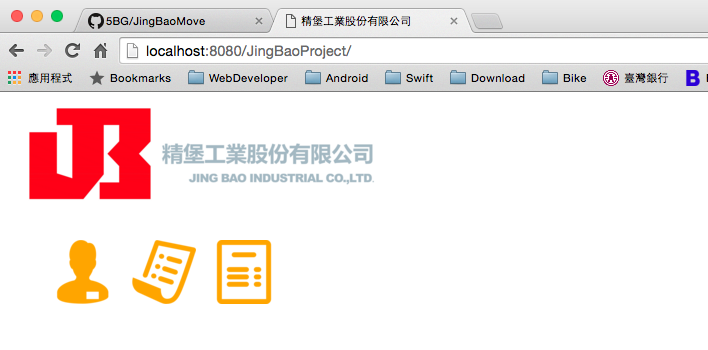 5BG/JingBaoMove
精堡工業股份有限公司
localhost:8080/JingBaoProject/
應用程式 Bookmarks WebDeveloper Android Swift Download Bike 臺灣銀行 B
JB 精堡工業股份有限公司
JING BAO INDUSTRIAL CO.,LTD.